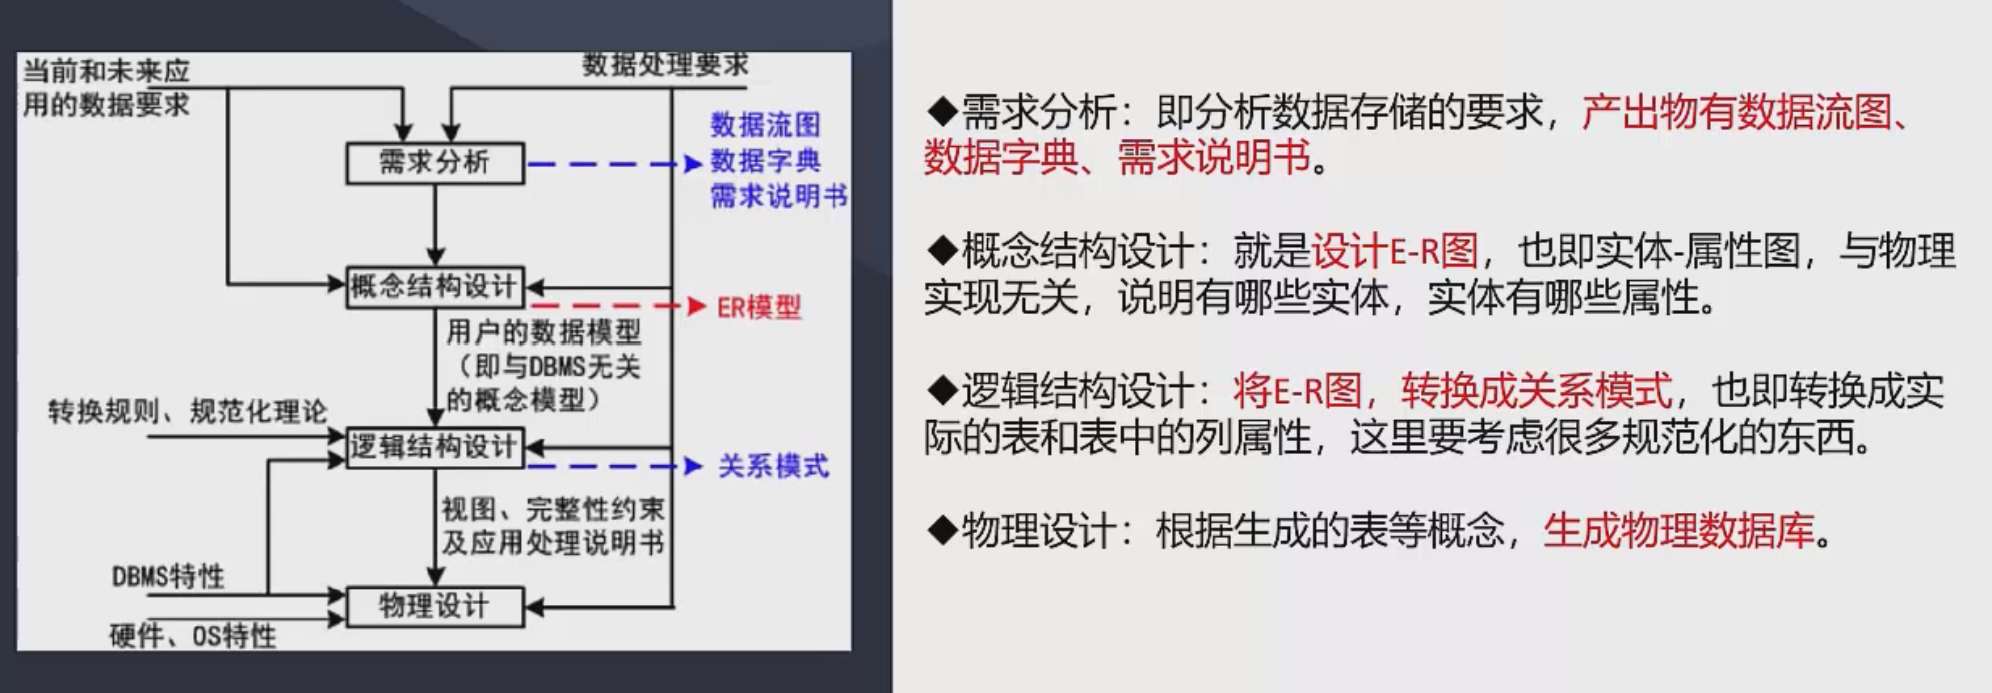 当前和未来应
用的数据要求
数据处理要求
数据流图
数据字典
需求说明书
需求分析
概念结构设计
ER模型
用户的数据模型
（即与DBMS无关
的概念模型）
转换规则、规范化理论
逻辑结构设计
关系模式
视图、完整性约束
及应用处理说明书
DBMS特性
物理设计
硬件、OS特性
◆需求分析：即分析数据存储的要求，产出物有数据流图、
数据字典、需求说明书。
◆概念结构设计：就是设计E-R图，也即实体-属性图，与物理
实现无关，说明有哪些实体，实体有哪些属性。
◆逻辑结构设计：将E-R图，转换成关系模式，也即转换成实
际的表和表中的列属性，这里要考虑很多规范化的东西。
◆物理设计：根据生成的表等概念，生成物理数据库。